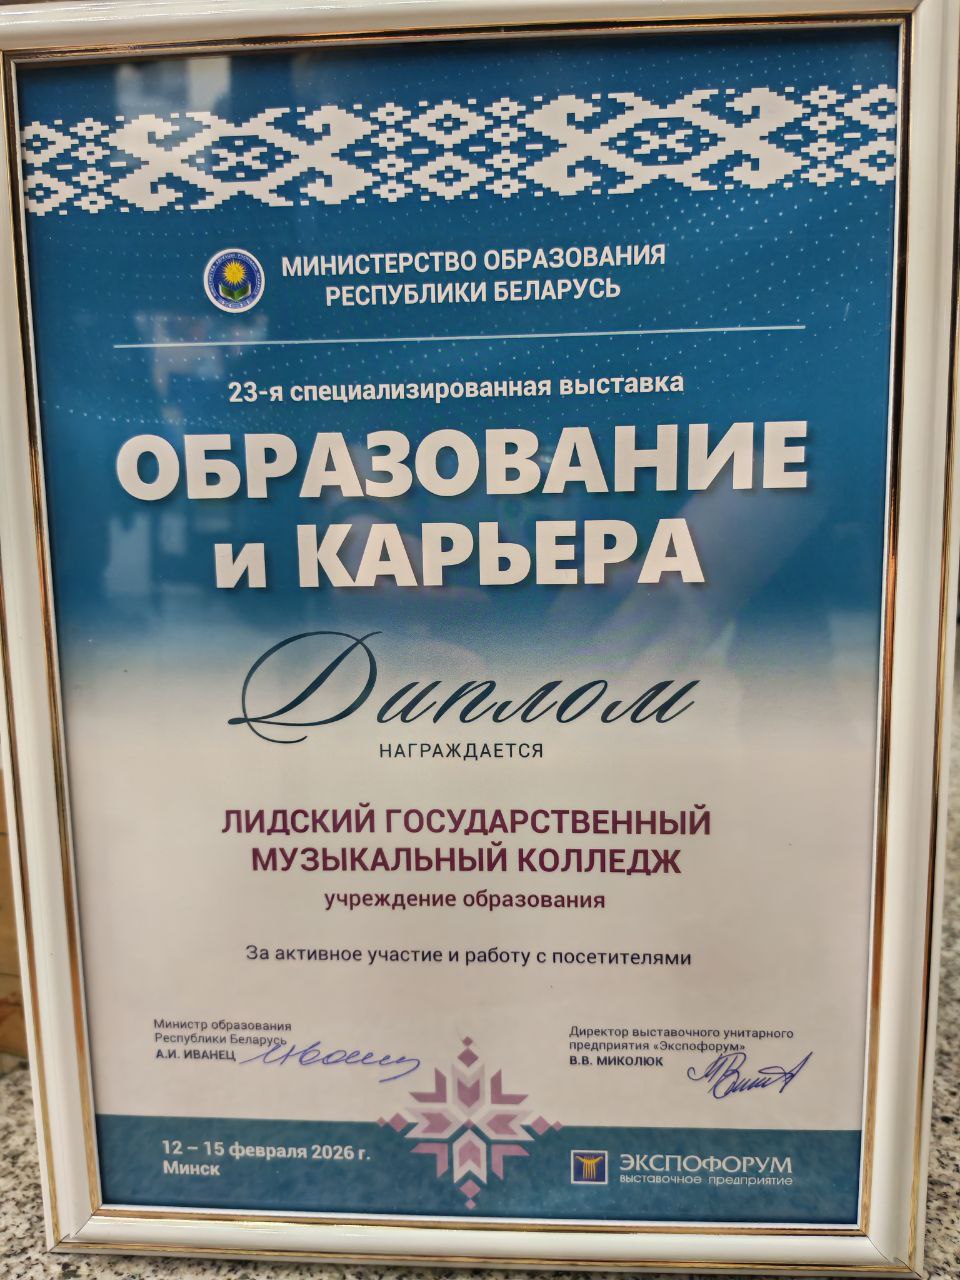 МИНИСТЕРСТВО ОБРАЗОВАНИЯ
РЕСПУБЛИКИ БЕЛАРУСЬ
23-я специализированная выставка
ОБРАЗОВАНИЕ
и КАРЬЕРА
Диплом
НАГРАЖДАЕТСЯ
ЛИДСКИЙ ГОСУДАРСТВЕННЫЙ
МУЗЫКАЛЬНЫЙ КОЛЛЕДЖ
учреждение образования
За активное участие и работу с посетителями
Министр образования
Республики Беларусь
А.И. ИВАНЕЦ
Директор выставочного унитарного
предприятия «Экспофорум»
В.В. МИКОЛЮК
12 – 15 февраля 2026 г.
Минск
ЭКСПОФОРУМ
выставочное предприятие